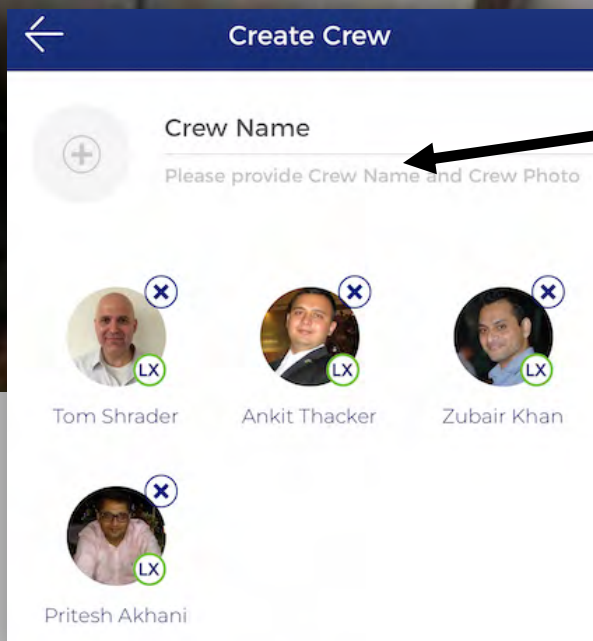 Create Crew
Crew Name
Please provide Crew Name and Crew Photo
LX
LX
LX
Tom Shrader
Ankit Thacker
Zubair Khan
LX
Pritesh Akhani